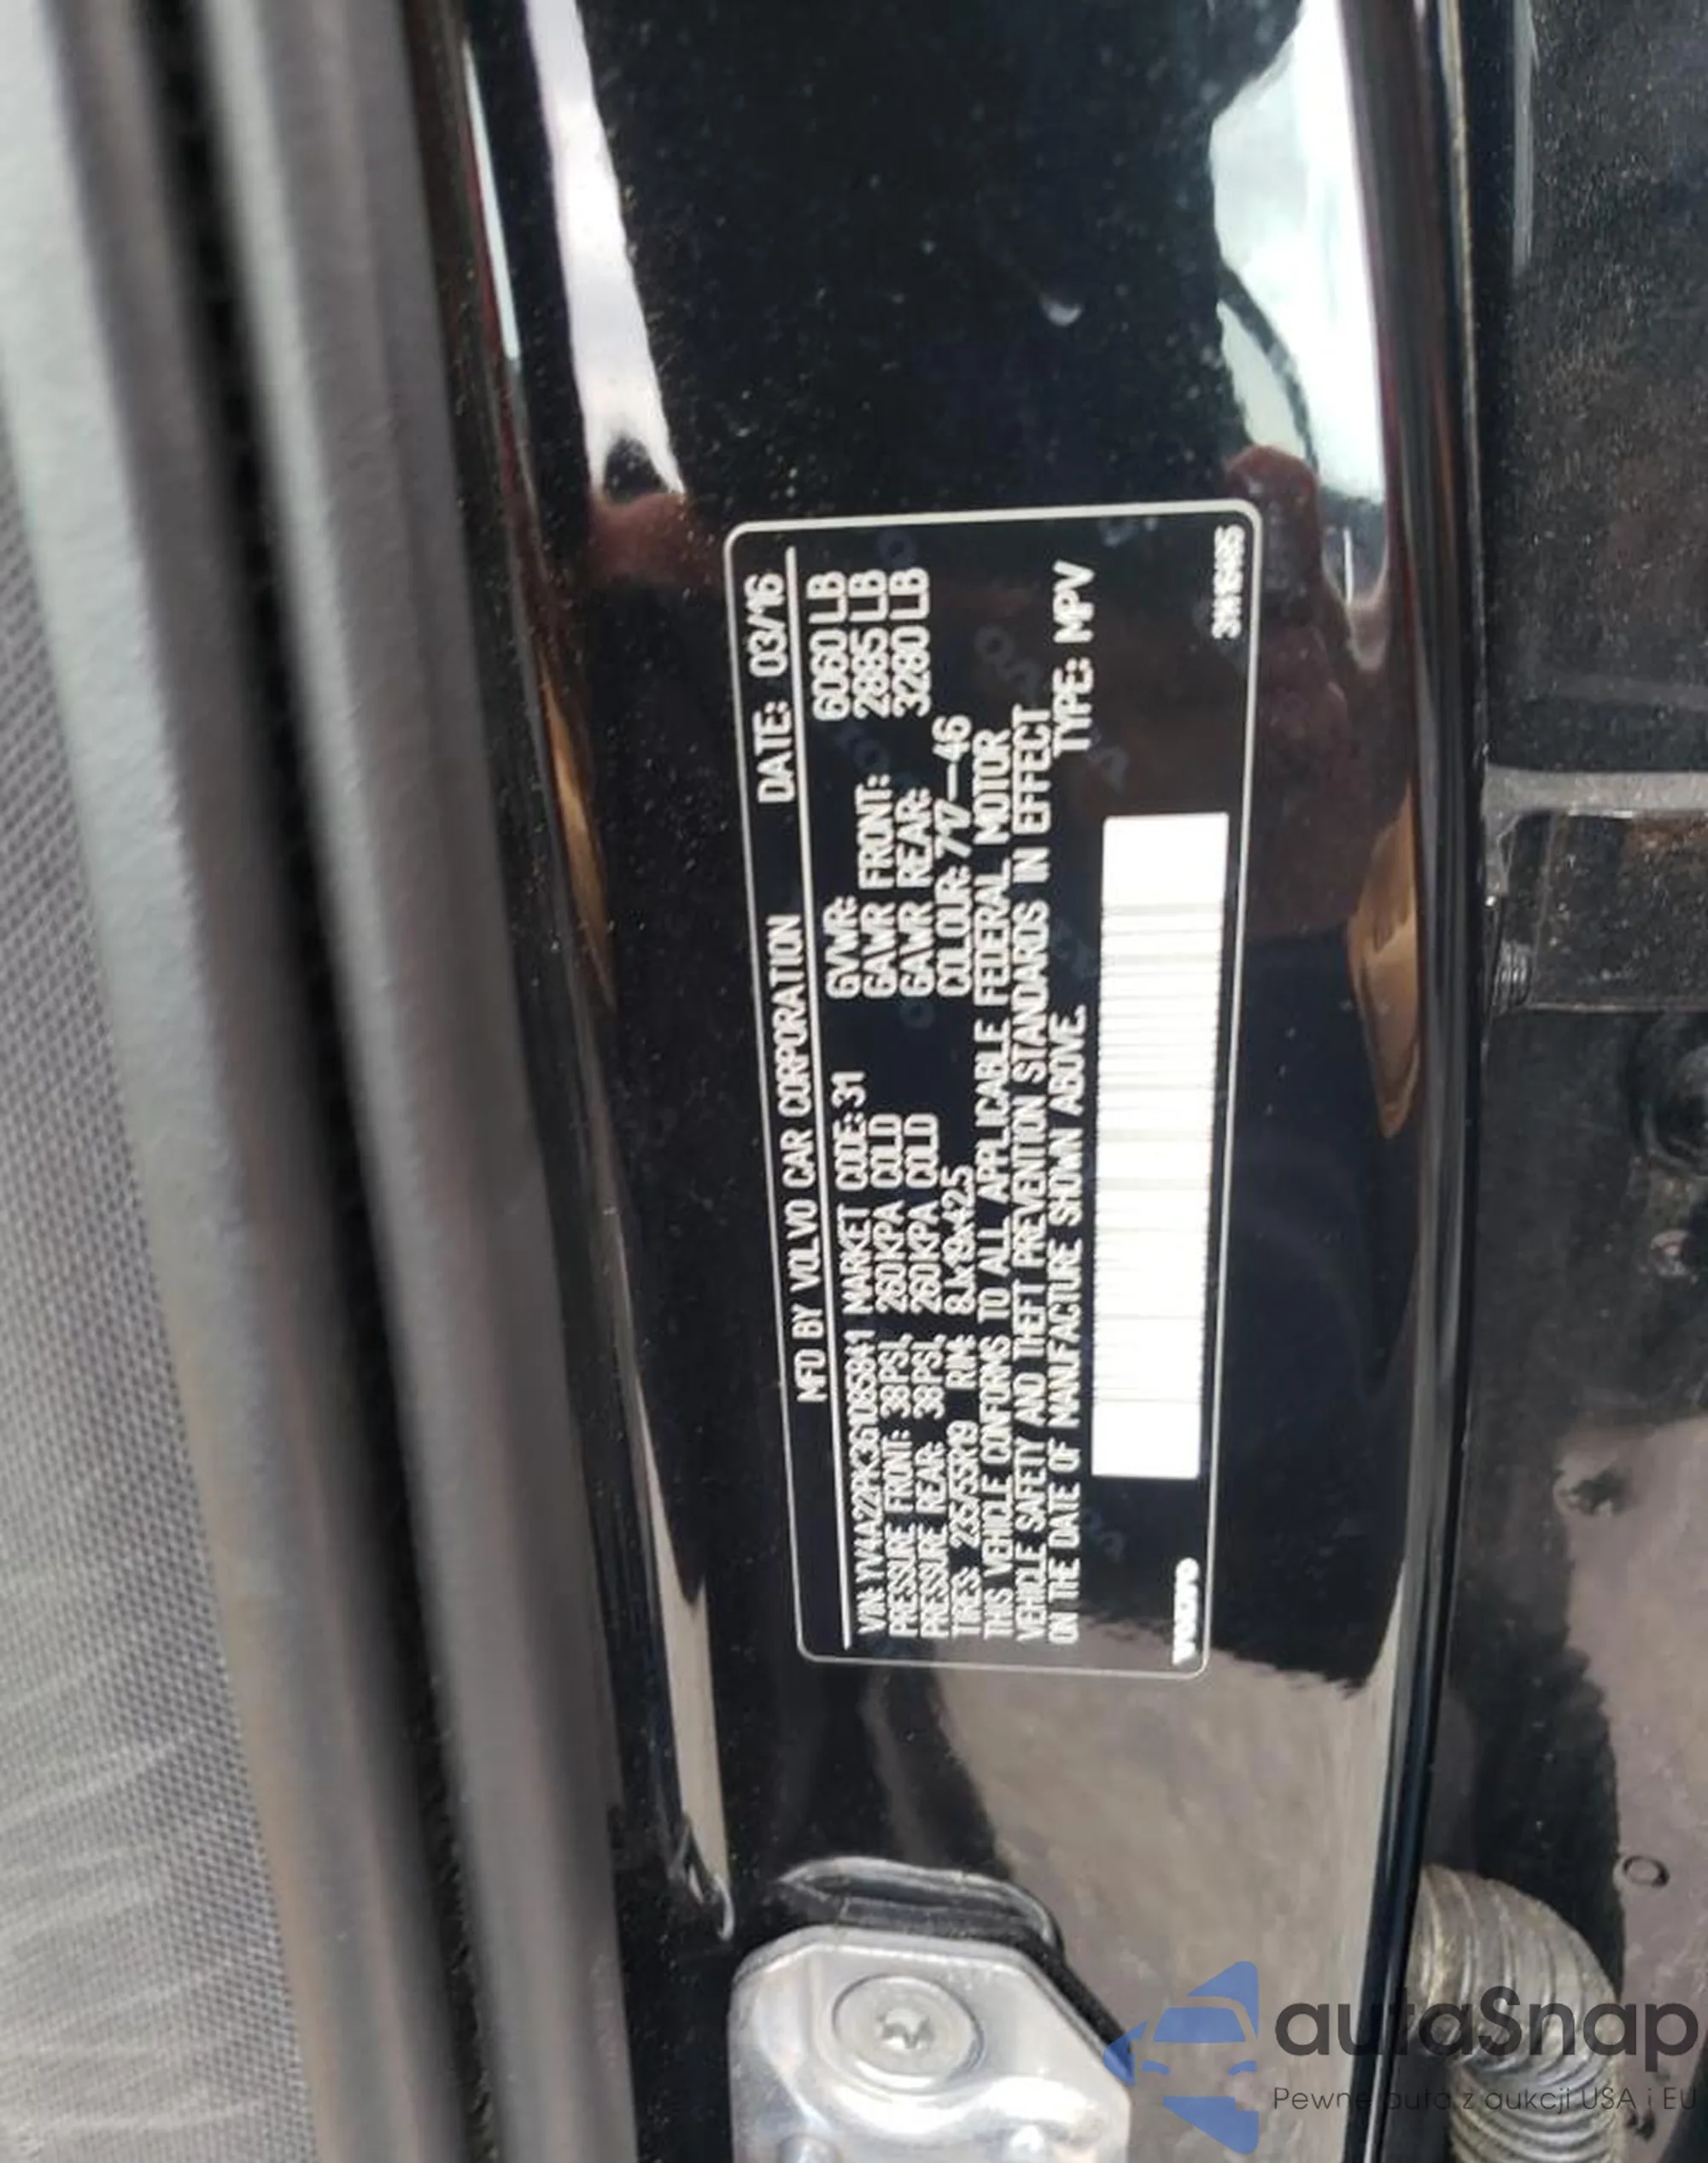 MFD BY VOLVO CAR CORPORATION DATE: 03/16
VIN: YV4A22PK3G1085841 MARKET CODE: 31 GVWR: 6060 LB
PRESSURE FRONT: 38PSI, 260KPA COLD GAWR FRONT: 2885 LB
PRESSURE REAR: 38PSI, 260KPA COLD GAWR REAR: 3280 LB
TIRES: 235/55R19 RIM: 8Jx19x42.5 COLOUR: 717-46
THIS VEHICLE CONFORMS TO ALL APPLICABLE FEDERAL MOTOR
VEHICLE SAFETY AND THEFT PREVENTION STANDARDS IN EFFECT
ON THE DATE OF MANUFACTURE SHOWN ABOVE. TYPE: MPV
VOLVO
autaSnap
Pewne auta z aukcji USA i EU